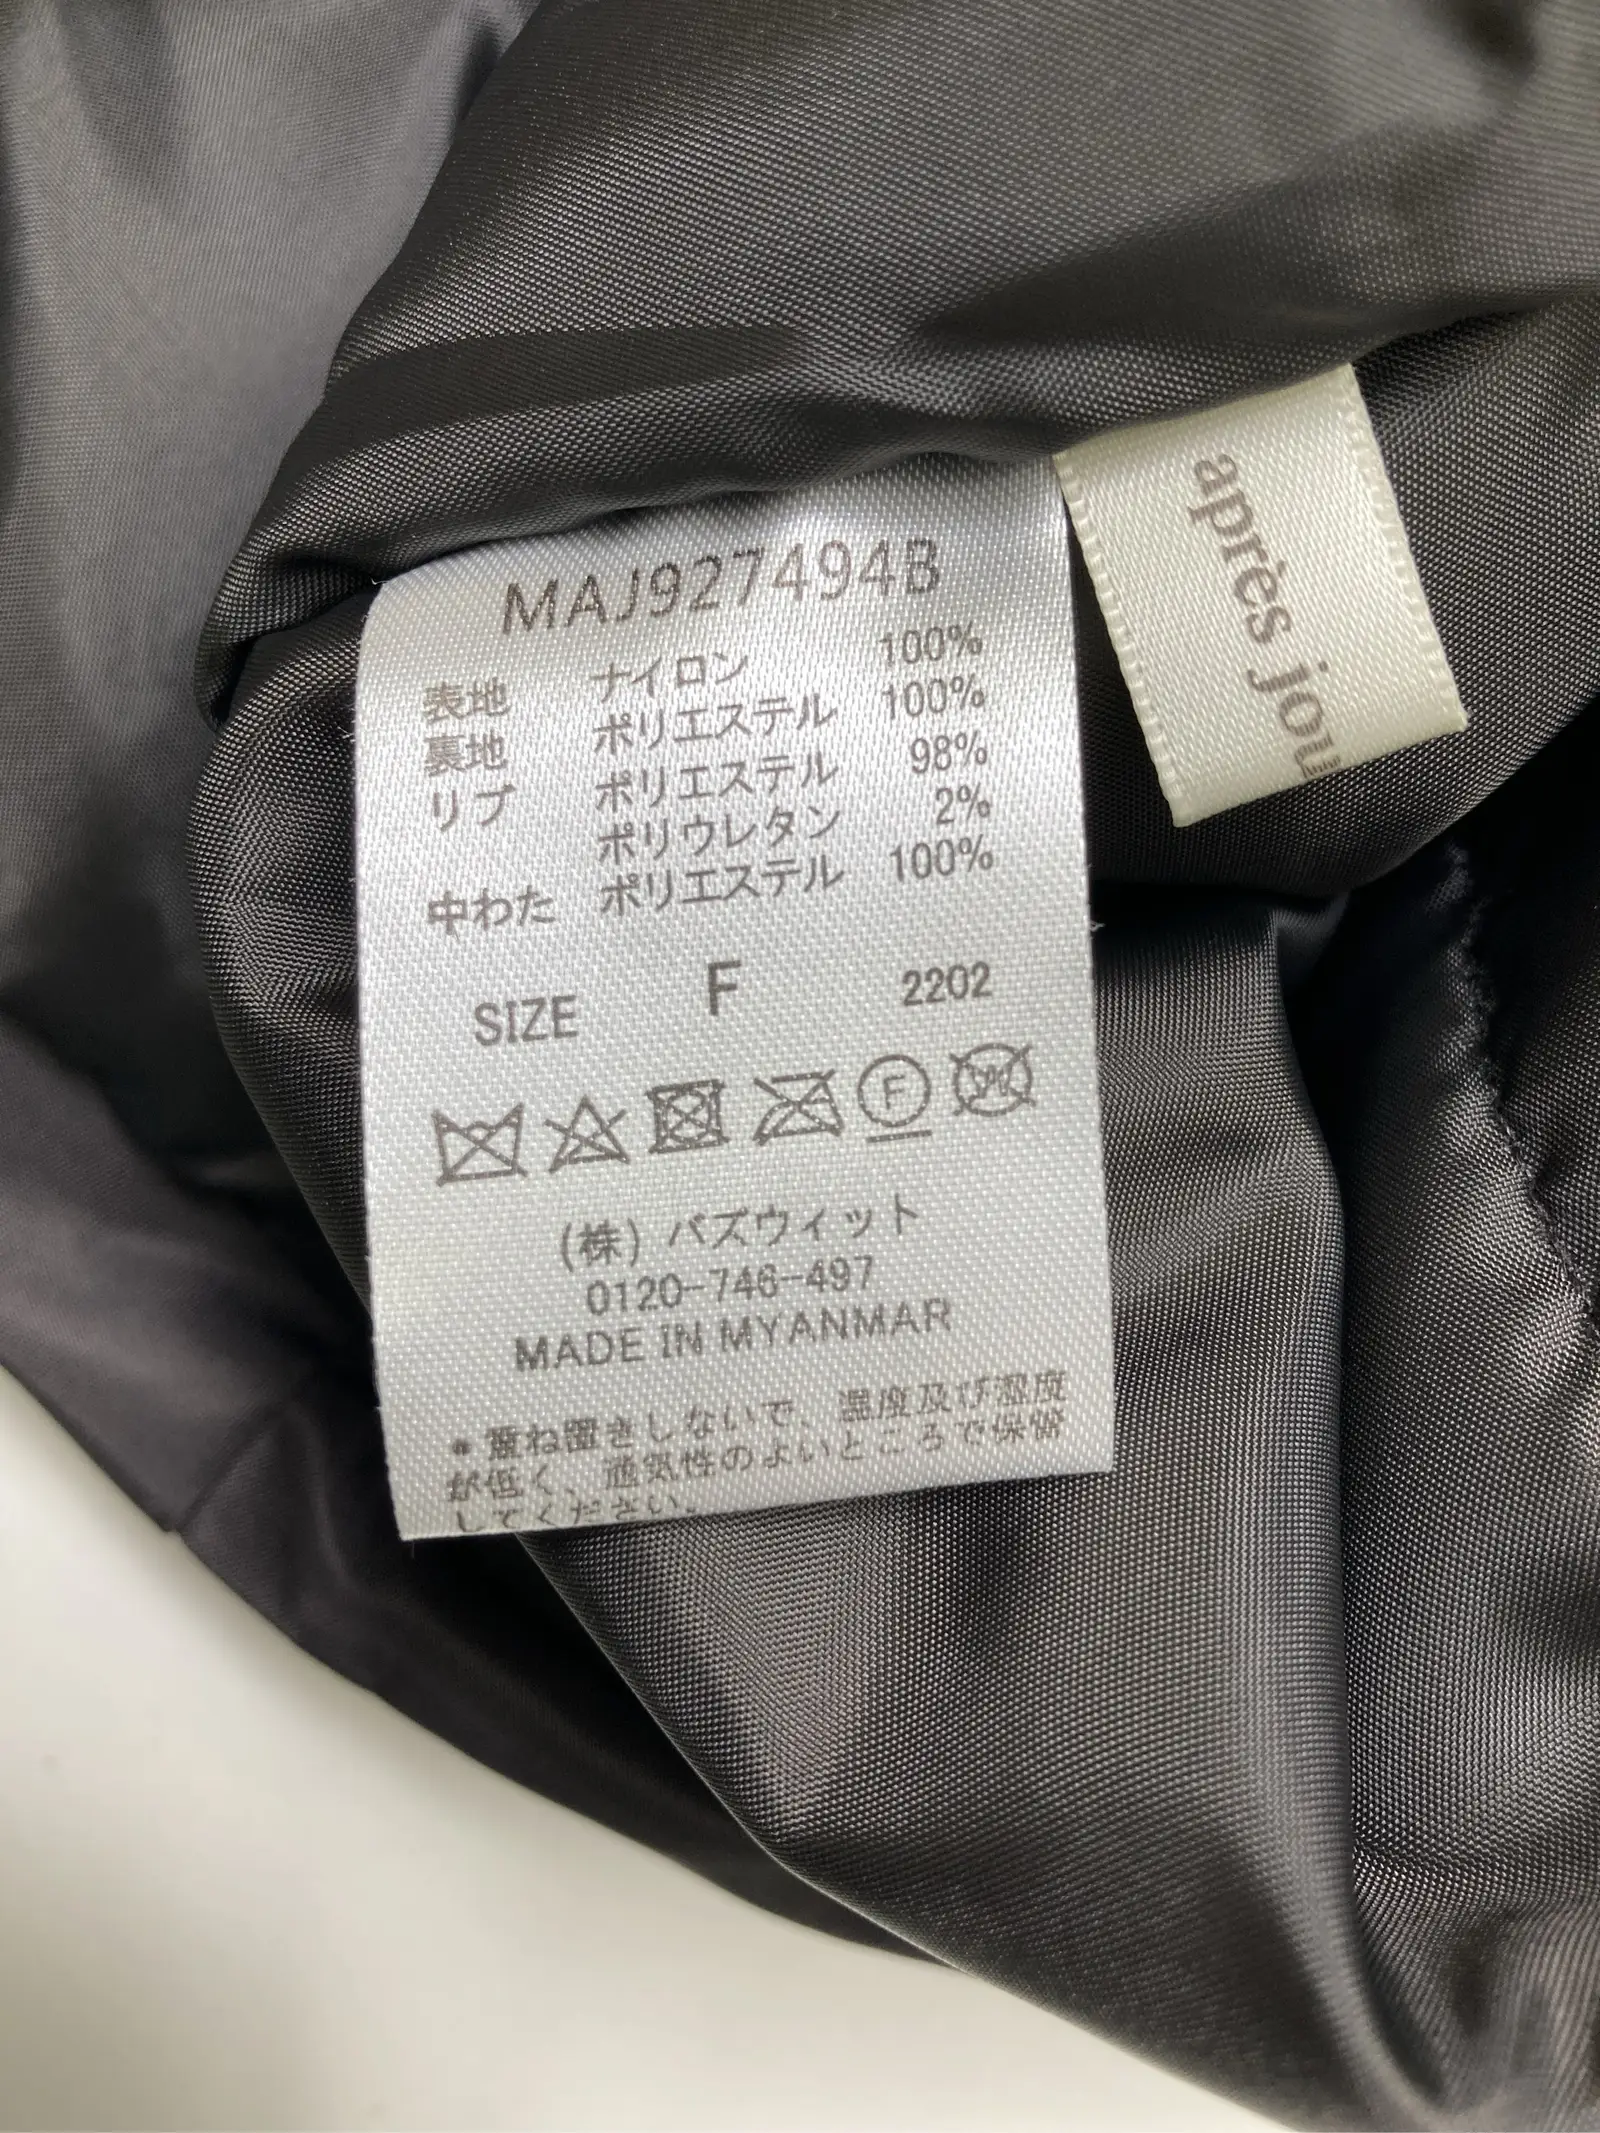 MAJ927494B
表地 ナイロン 100%
裏地 ポリエステル 100%
リブ ポリエステル 98%
ポリウレタン 2%
中わた ポリエステル 100%
SIZE F 2202
F
W
(株) バズウィット
0120-746-497
MADE IN MYANMAR
•重ね置きしないで、温度及び湿度
が低く、通気性のよいところで保管
してください。
après jou